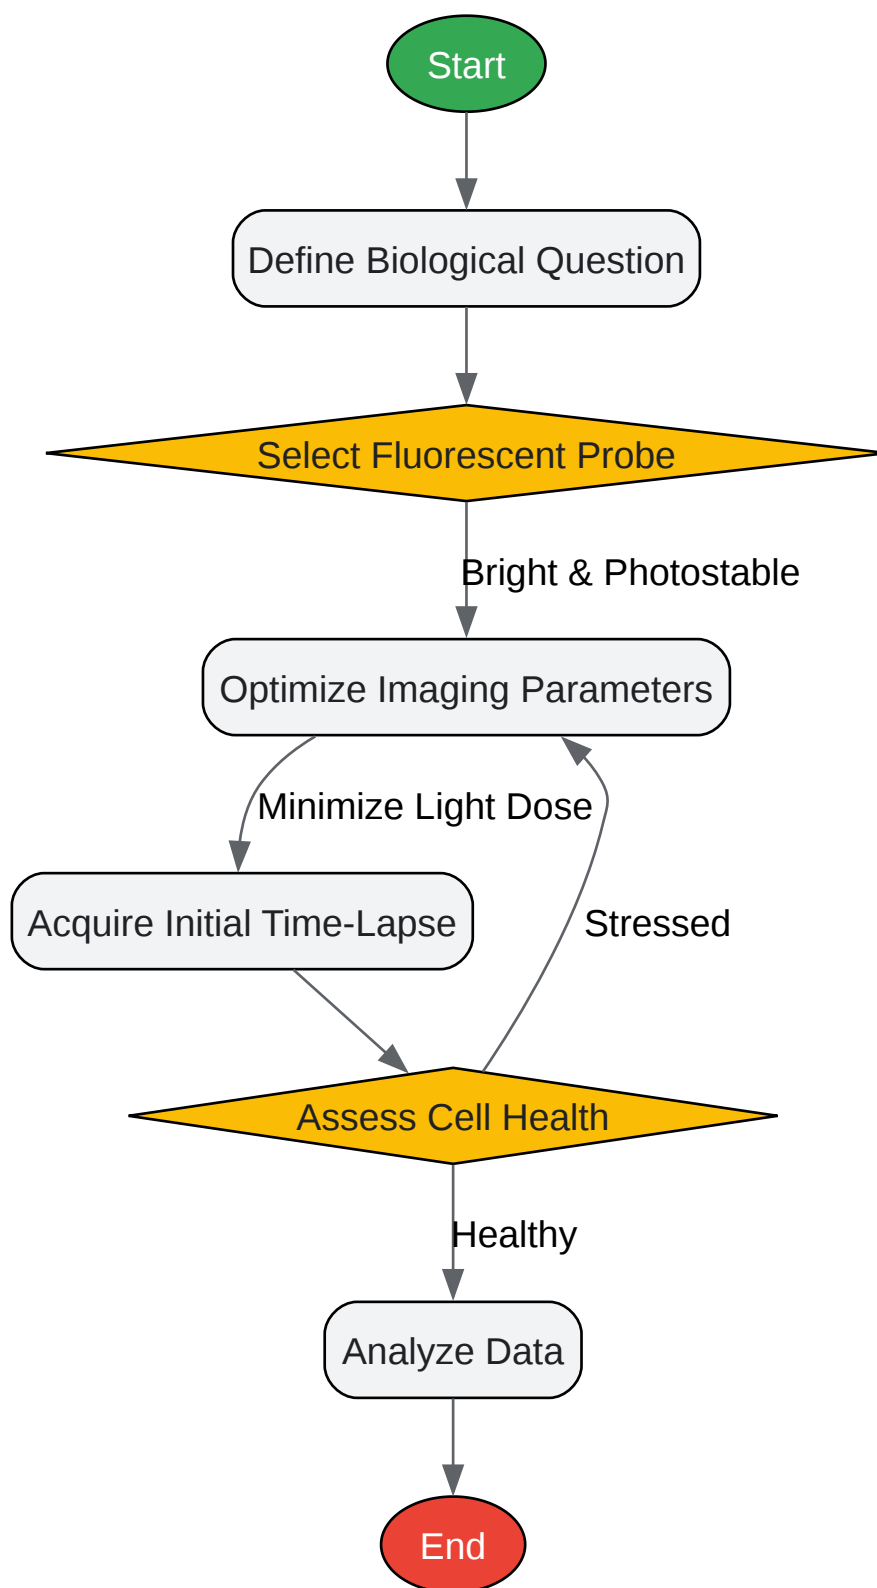 Start
Define Biological Question
Select Fluorescent Probe
Bright & Photostable
Optimize Imaging Parameters
Minimize Light Dose
Acquire Initial Time-Lapse
Stressed
Assess Cell Health
Healthy
Analyze Data
End